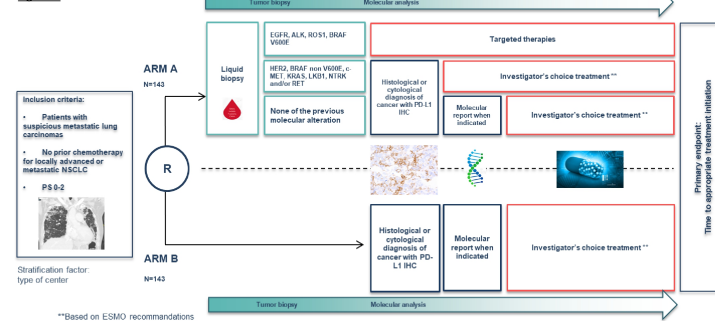 Tumor biopsy Molecular analysis
ARM A
N=143
Liquid
biopsy
EGFR, ALK, ROS1, BRAF
V600E
Targeted therapies
HER2, BRAF non V600E, c-
MET, KRAS, LKB1, NTRK
and/or RET
Histological or
cytological
diagnosis of
cancer with PD-L1
IHC
Investigator's choice treatment **
None of the previous
molecular alteration
Molecular
report when
indicated
Investigator's choice treatment **
Inclusion criteria:
• Patients with
suspicious metastatic lung
carcinomas
• No prior chemotherapy
for locally advanced or
metastatic NSCLC
• PS 0-2
R
Stratification factor:
type of center
ARM B
N=143
Histological or
cytological
diagnosis of
cancer with PD-
L1 IHC
Molecular
report when
indicated
Investigator's choice treatment **
Tumor biopsy Molecular analysis
Primary endpoint:
Time to appropriate treatment initiation
**Based on ESMO recommandations